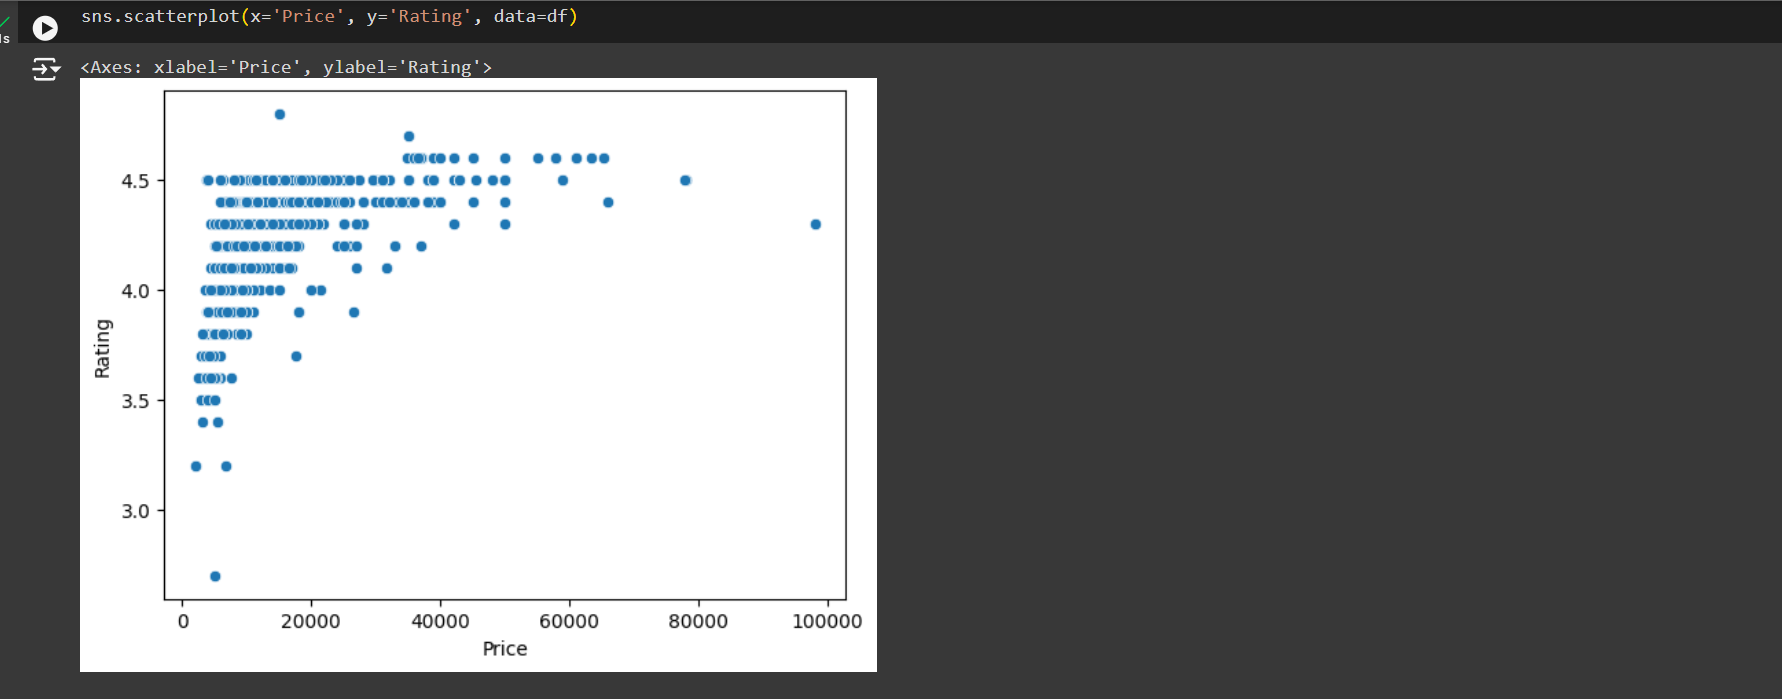 sns.scatterplot(x='Price', y='Rating', data=df)
<Axes: xlabel='Price', ylabel='Rating'>
4.5
4.0
3.5
3.0
Rating
0 20000 40000 60000 80000 100000
Price